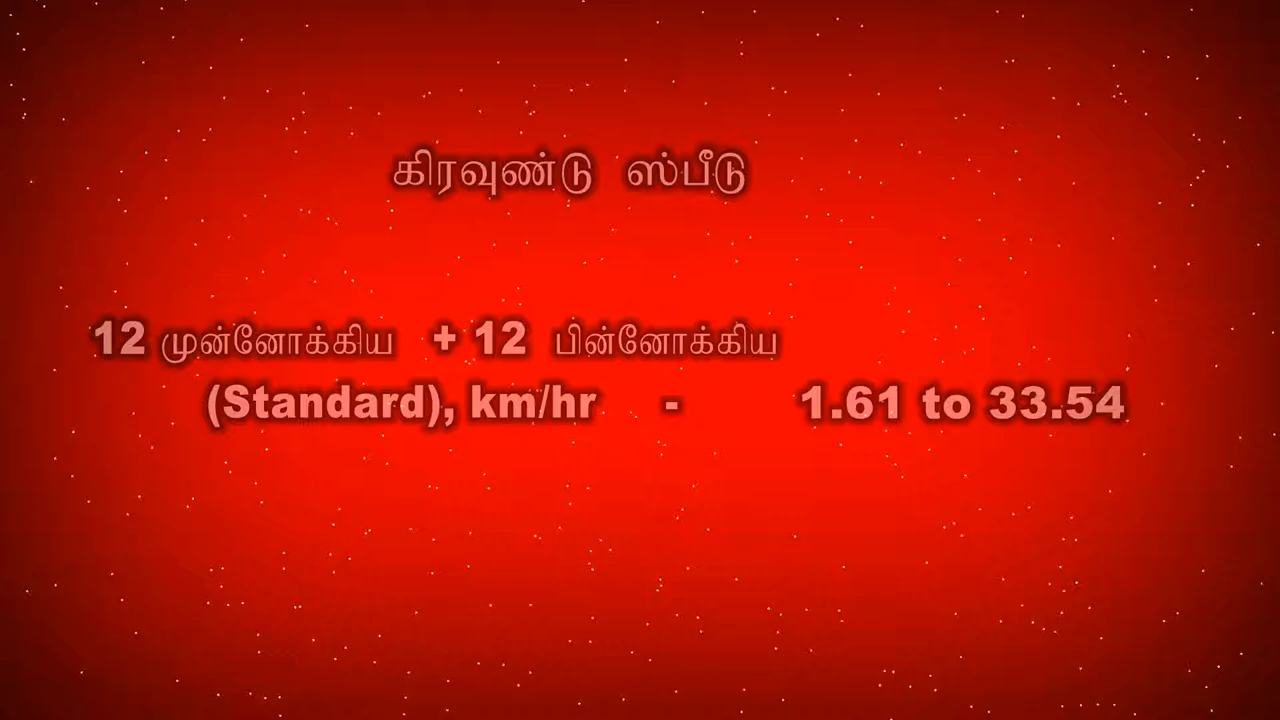 கிரவுண்டு ஸ்பீடு
12 முன்னோக்கிய + 12 பின்னோக்கிய
(Standard), km/hr - 1.61 to 33.54